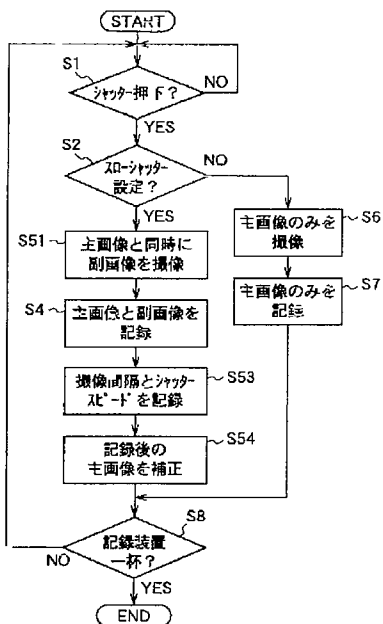 START
S1
シャッター押下?
NO
YES
S2
スローシャッター
設定?
NO
YES
S51
主画像と同時に
副画像を撮像
S6
主画像のみを
撮像
S4
主画像と副画像を
記録
S7
主画像のみを
記録
撮像間隔とシャッター
スピードを記録
S53
記録後の
主画像を補正
S54
S8
記録装置
一杯?
NO
YES
END